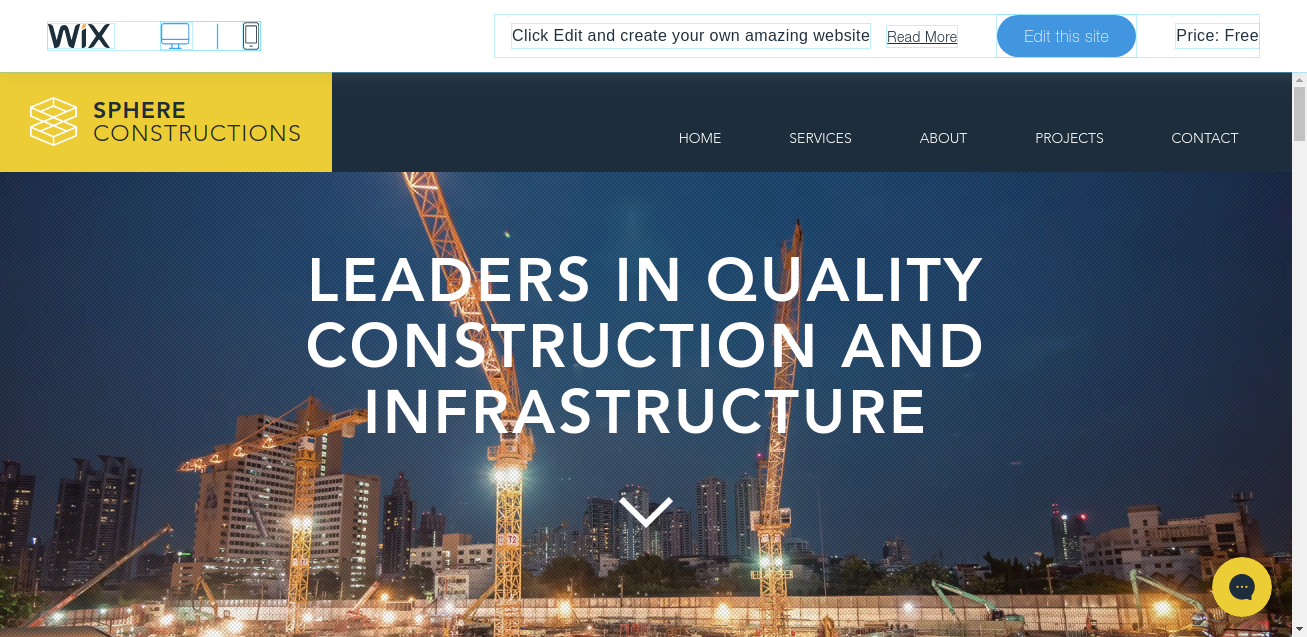 WiX
Click Edit and create your own amazing website
Read More
Edit this site
Price: Free
SPHERE
CONSTRUCTIONS
HOME
SERVICES
ABOUT
PROJECTS
CONTACT
LEADERS IN QUALITY
CONSTRUCTION AND
INFRASTRUCTURE
T2